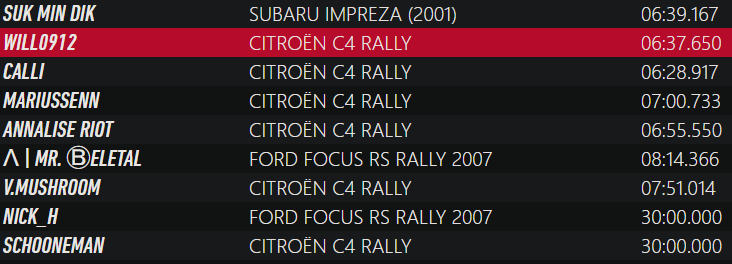 SUK MIN DIK SUBARU IMPREZA (2001) 06:39.167
WILL0912 CITROËN C4 RALLY 06:37.650
CALLI CITROËN C4 RALLY 06:28.917
MARIUSSENN CITROËN C4 RALLY 07:00.733
ANNALISE RIOT CITROËN C4 RALLY 06:55.550
Λ | MR. ⒷELETAL FORD FOCUS RS RALLY 2007 08:14.366
V.MUSHROOM CITROËN C4 RALLY 07:51.014
NICK_H FORD FOCUS RS RALLY 2007 30:00.000
SCHOONEMAN CITROËN C4 RALLY 30:00.000